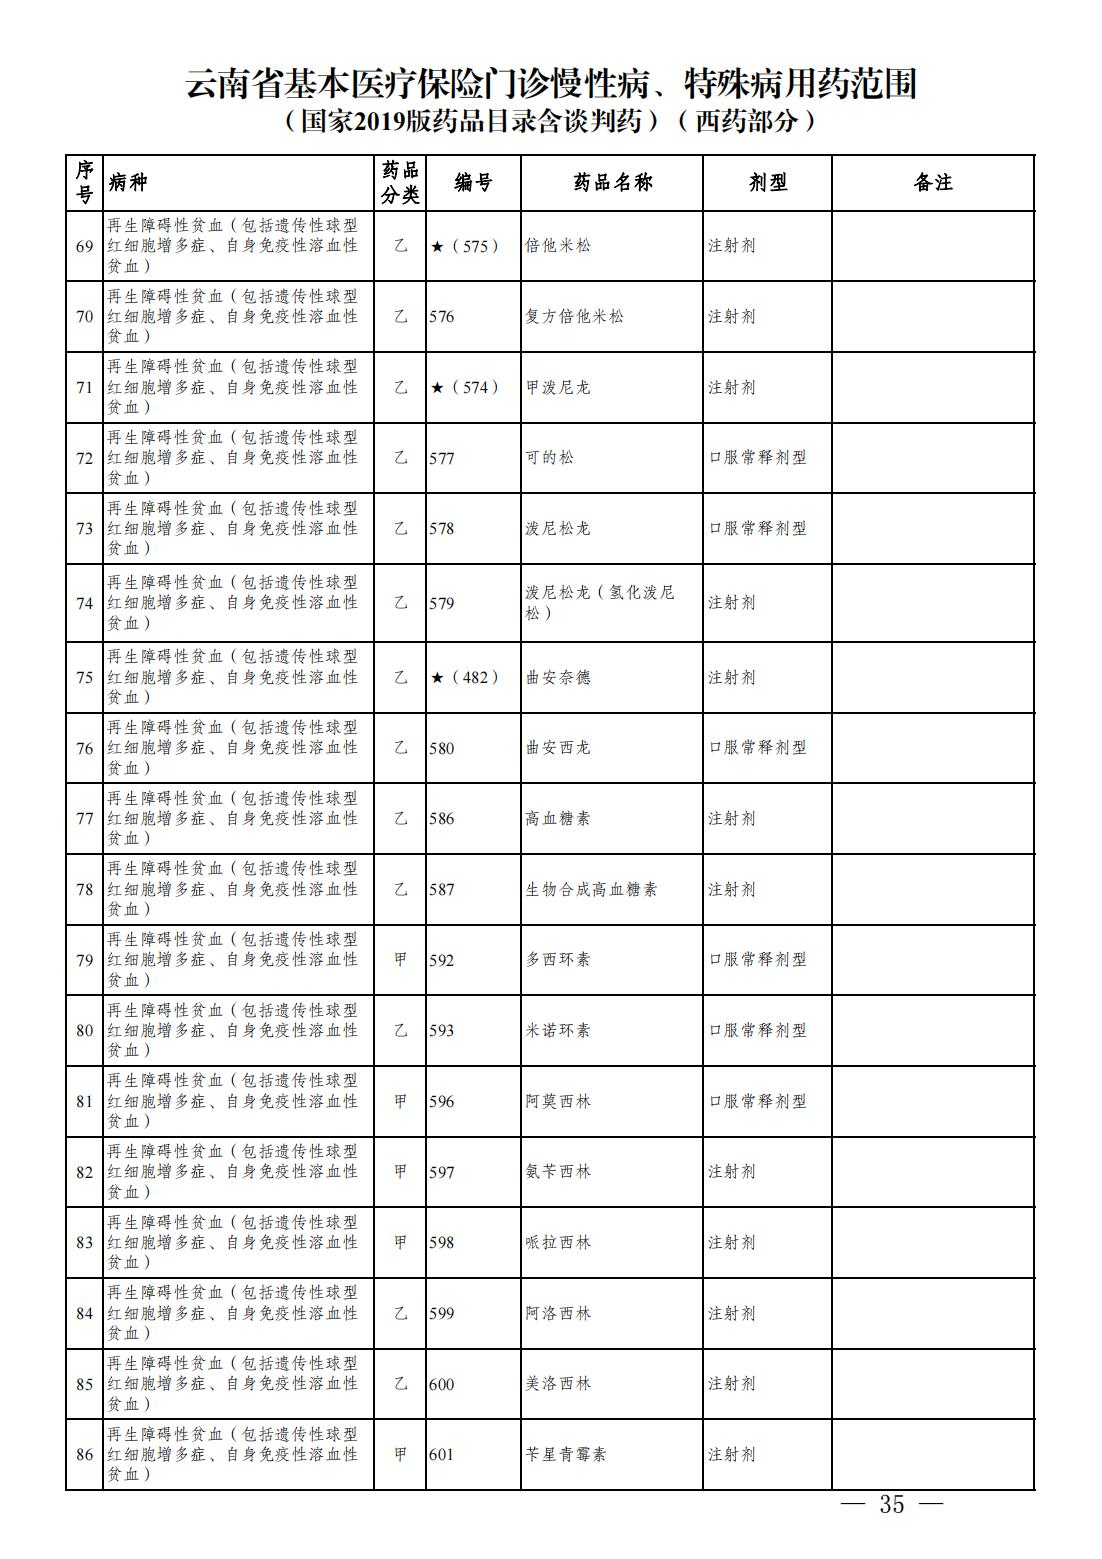 云南省基本医疗保险门诊慢性病、特殊病用药范围
（国家2019版药品目录含谈判药）（西药部分）
序号 病种 药品分类 编号 药品名称 剂型 备注
69 再生障碍性贫血（包括遗传性球型红细胞增多症、自身免疫性溶血性贫血） 乙 ★（575） 倍他米松 注射剂
70 再生障碍性贫血（包括遗传性球型红细胞增多症、自身免疫性溶血性贫血） 乙 576 复方倍他米松 注射剂
71 再生障碍性贫血（包括遗传性球型红细胞增多症、自身免疫性溶血性贫血） 乙 ★（574） 甲泼尼龙 注射剂
72 再生障碍性贫血（包括遗传性球型红细胞增多症、自身免疫性溶血性贫血） 乙 577 可的松 口服常释剂型
73 再生障碍性贫血（包括遗传性球型红细胞增多症、自身免疫性溶血性贫血） 乙 578 泼尼松龙 口服常释剂型
74 再生障碍性贫血（包括遗传性球型红细胞增多症、自身免疫性溶血性贫血） 乙 579 泼尼松龙（氢化泼尼松） 注射剂
75 再生障碍性贫血（包括遗传性球型红细胞增多症、自身免疫性溶血性贫血） 乙 ★（482） 曲安奈德 注射剂
76 再生障碍性贫血（包括遗传性球型红细胞增多症、自身免疫性溶血性贫血） 乙 580 曲安西龙 口服常释剂型
77 再生障碍性贫血（包括遗传性球型红细胞增多症、自身免疫性溶血性贫血） 乙 586 高血糖素 注射剂
78 再生障碍性贫血（包括遗传性球型红细胞增多症、自身免疫性溶血性贫血） 乙 587 生物合成高血糖素 注射剂
79 再生障碍性贫血（包括遗传性球型红细胞增多症、自身免疫性溶血性贫血） 甲 592 多西环素 口服常释剂型
80 再生障碍性贫血（包括遗传性球型红细胞增多症、自身免疫性溶血性贫血） 乙 593 米诺环素 口服常释剂型
81 再生障碍性贫血（包括遗传性球型红细胞增多症、自身免疫性溶血性贫血） 甲 596 阿莫西林 口服常释剂型
82 再生障碍性贫血（包括遗传性球型红细胞增多症、自身免疫性溶血性贫血） 甲 597 氨苄西林 注射剂
83 再生障碍性贫血（包括遗传性球型红细胞增多症、自身免疫性溶血性贫血） 甲 598 哌拉西林 注射剂
84 再生障碍性贫血（包括遗传性球型红细胞增多症、自身免疫性溶血性贫血） 乙 599 阿洛西林 注射剂
85 再生障碍性贫血（包括遗传性球型红细胞增多症、自身免疫性溶血性贫血） 乙 600 美洛西林 注射剂
86 再生障碍性贫血（包括遗传性球型红细胞增多症、自身免疫性溶血性贫血） 甲 601 苄星青霉素 注射剂
— 35 —